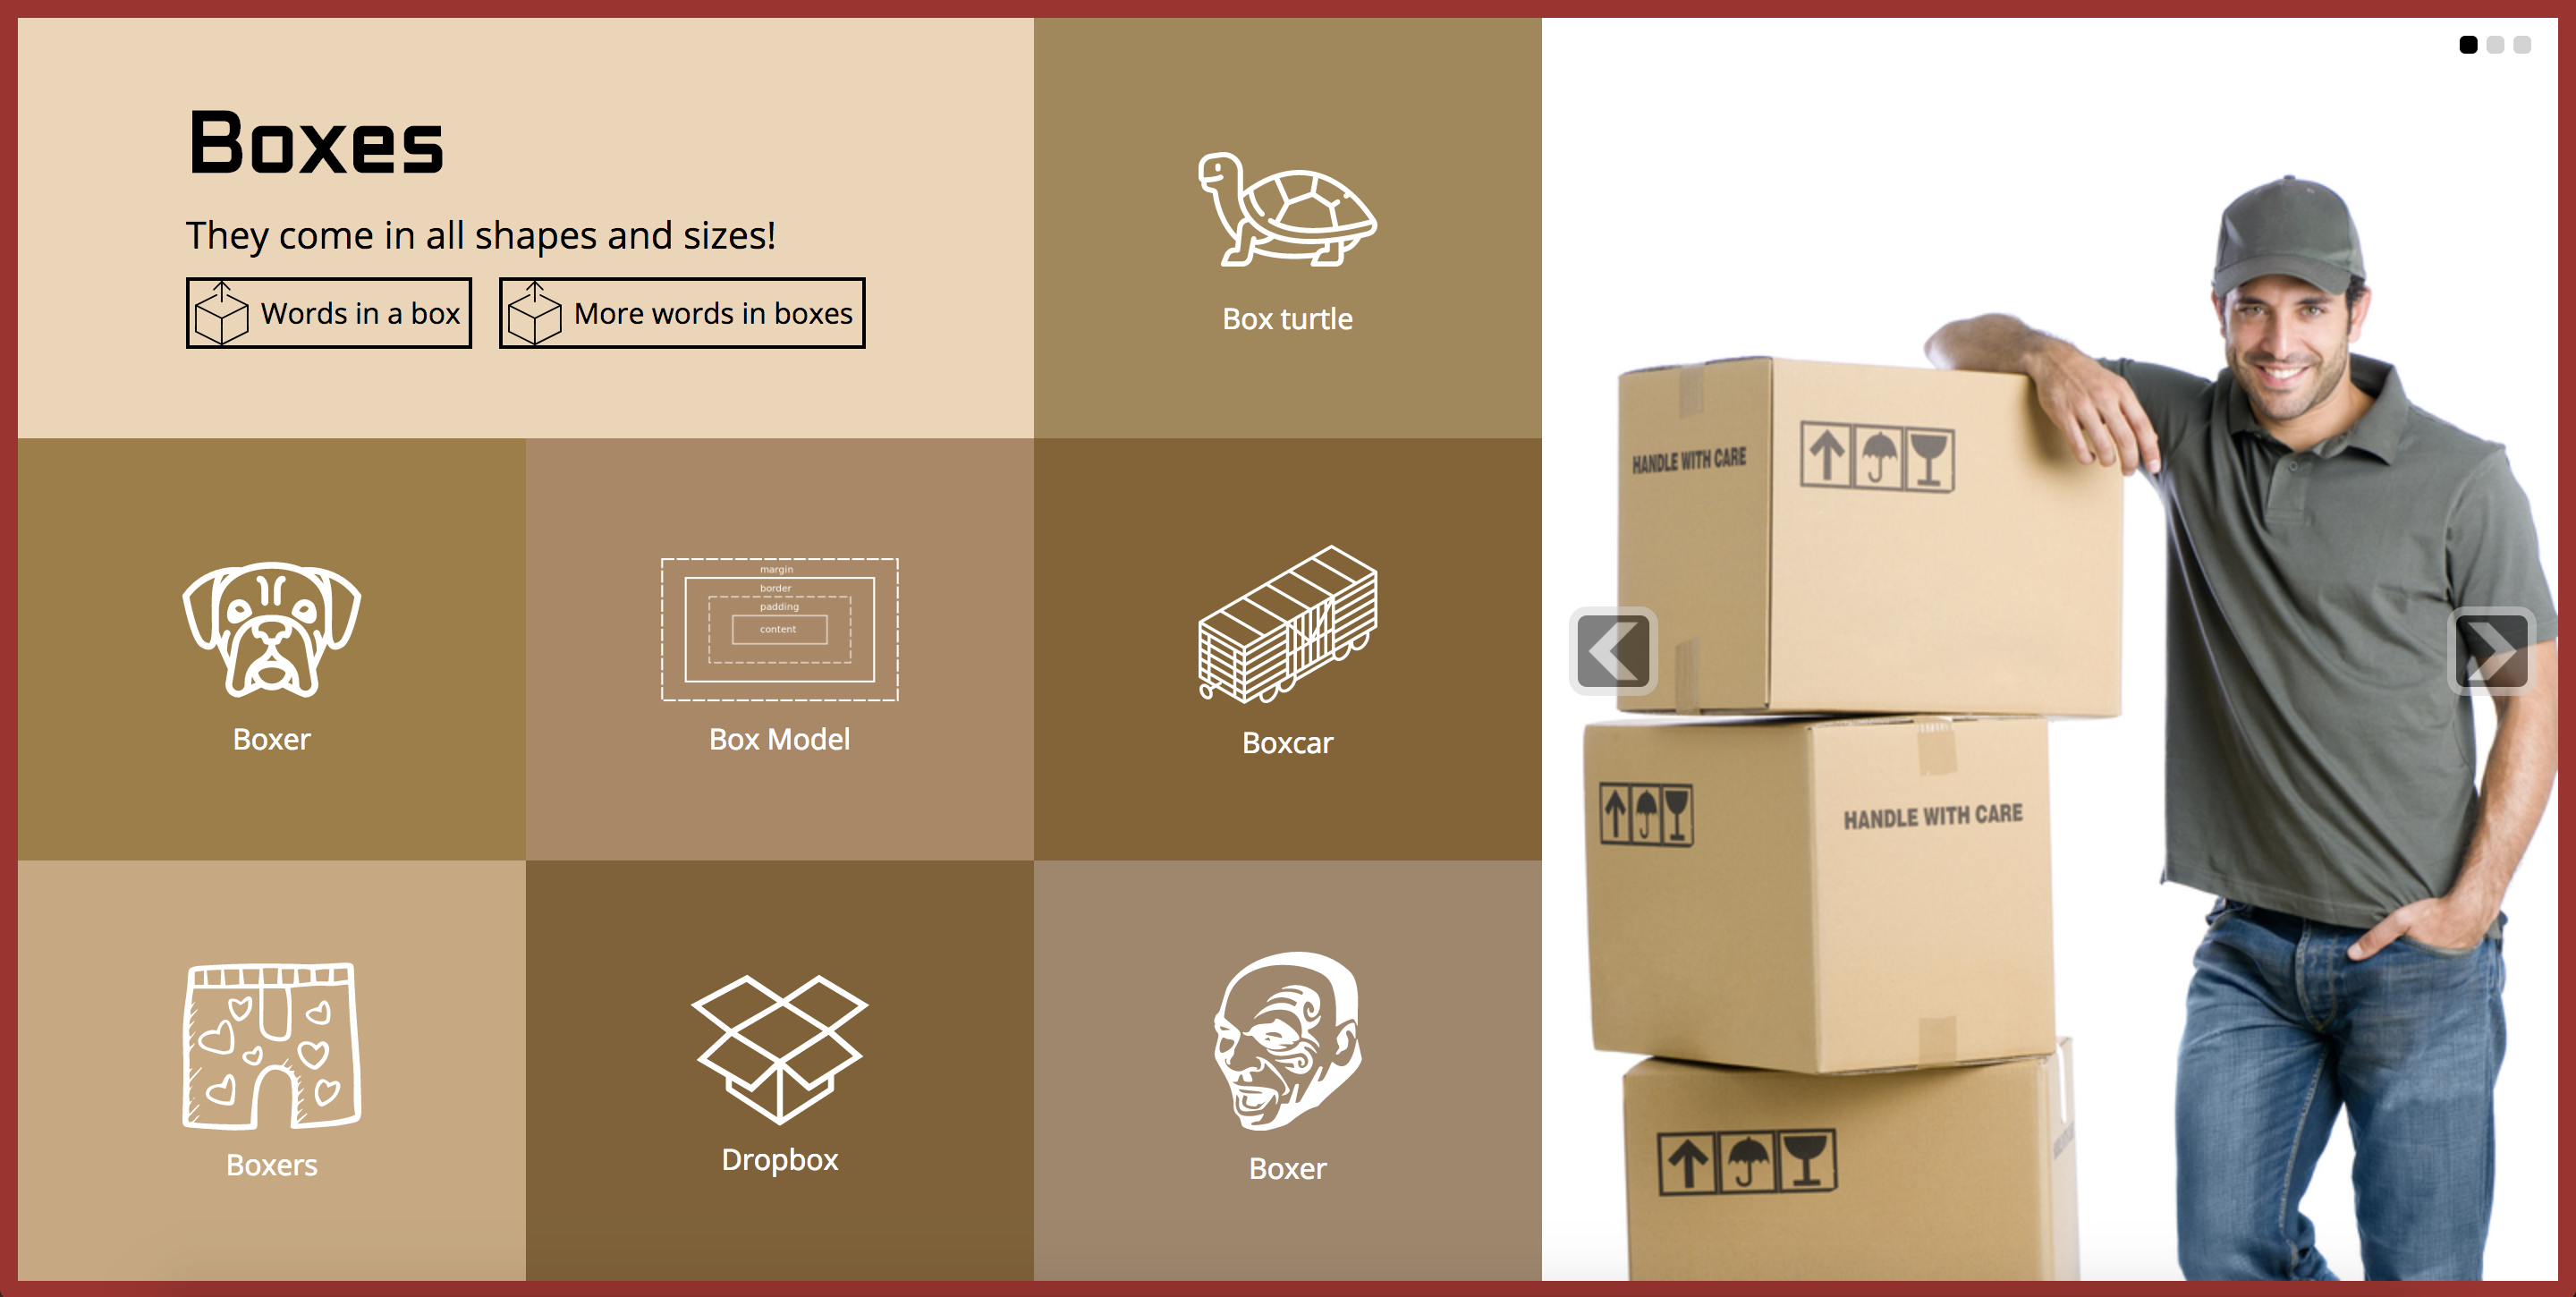 Boxes
They come in all shapes and sizes!
Words in a box
More words in boxes
Box turtle
Boxer
margin
border
padding
content
Box Model
Boxcar
Boxers
Dropbox
Boxer
HANDLE WITH CARE
HANDLE WITH CARE